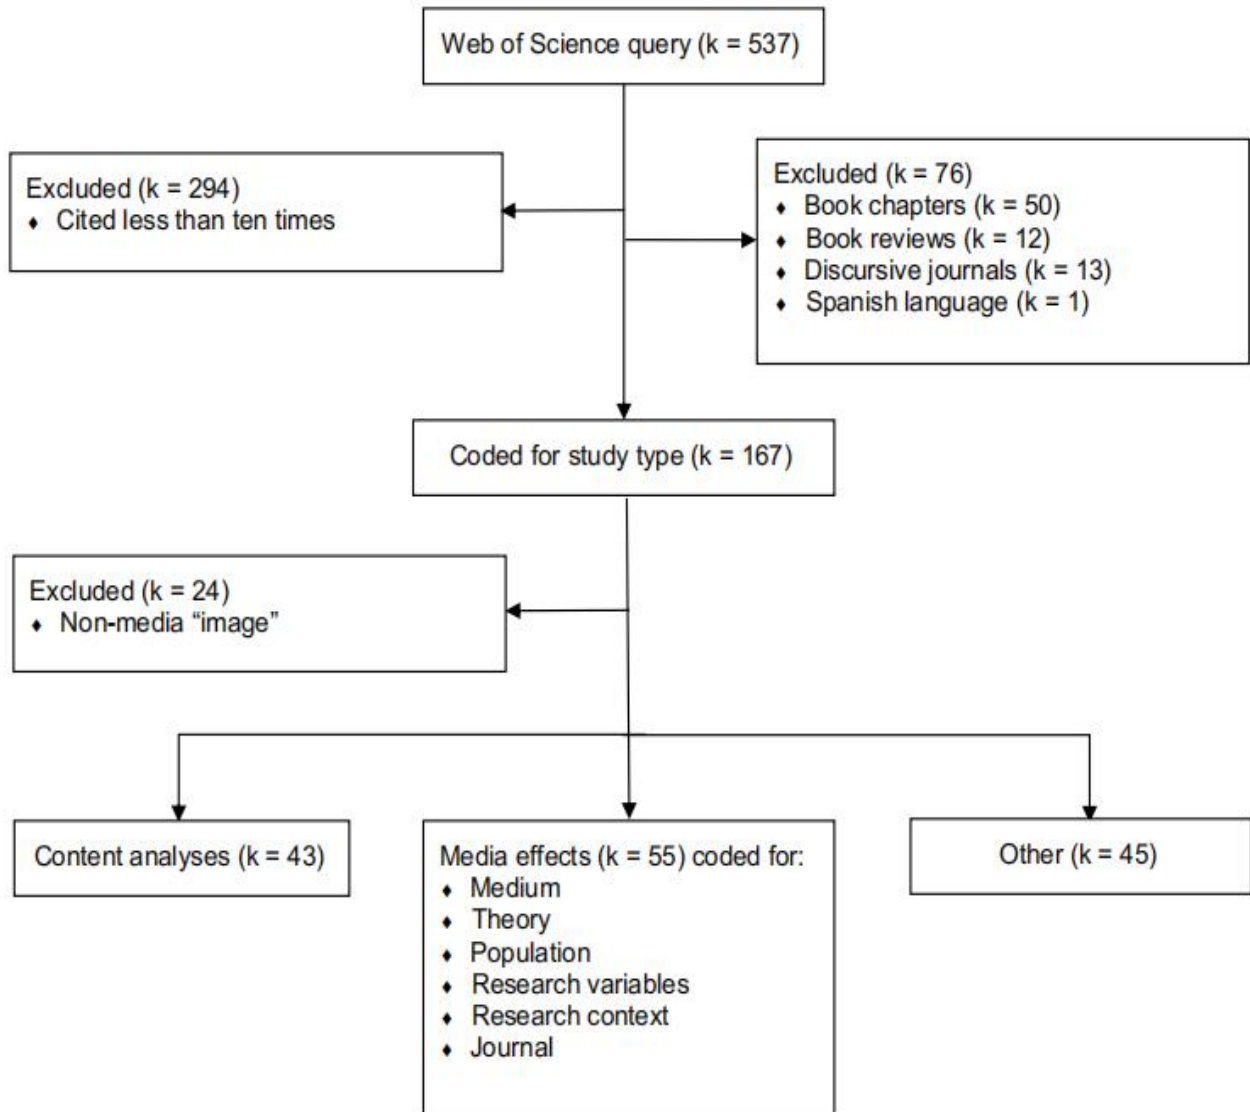 Web of Science query (k = 537)
Excluded (k = 294)
♦ Cited less than ten times
Excluded (k = 76)
♦ Book chapters (k = 50)
♦ Book reviews (k = 12)
♦ Discursive journals (k = 13)
♦ Spanish language (k = 1)
Coded for study type (k = 167)
Excluded (k = 24)
♦ Non-media “image”
Content analyses (k = 43)
Media effects (k = 55) coded for:
♦ Medium
♦ Theory
♦ Population
♦ Research variables
♦ Research context
♦ Journal
Other (k = 45)